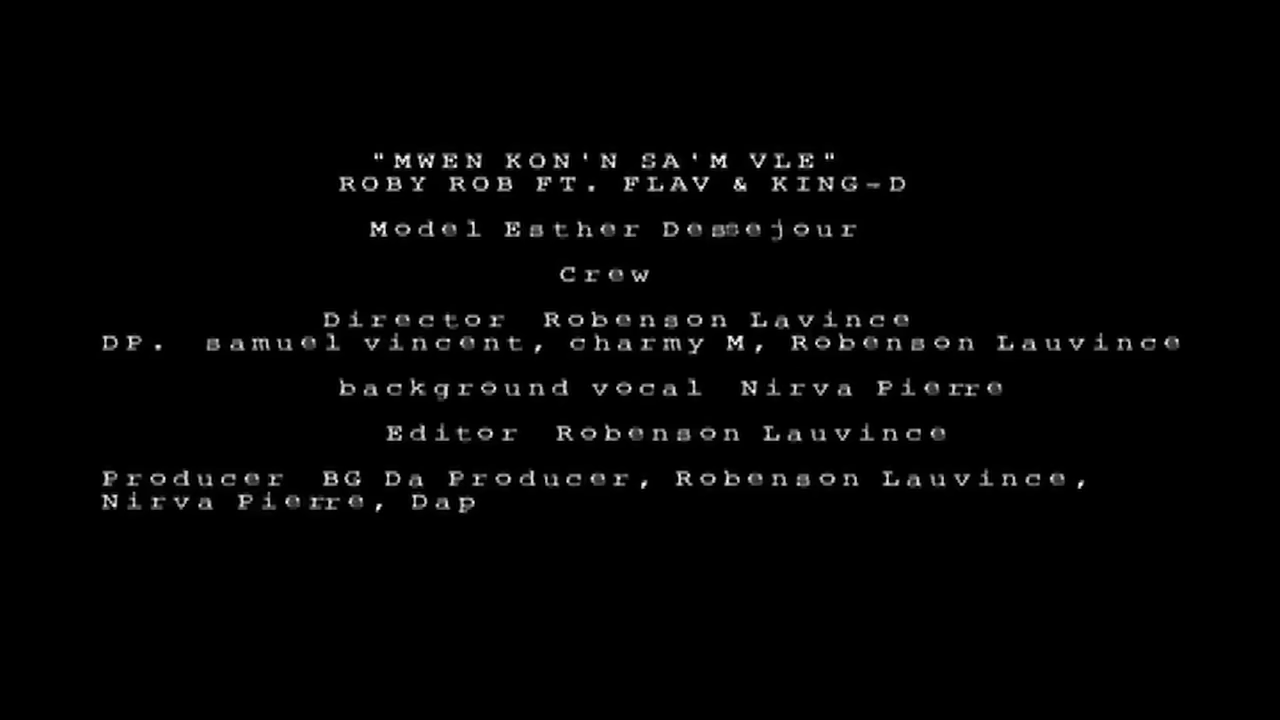 "MWEN KON'N SA'M VLE"
ROBY ROB FT. FLAV & KING-D
Model Esther Dessejour
Crew
Director Robenson Lavince
DP. samuel vincent, charmy M, Robenson Lauvince
background vocal Nirva Pierre
Editor Robenson Lauvince
Producer BG Da Producer, Robenson Lauvince,
Nirva Pierre, Dap